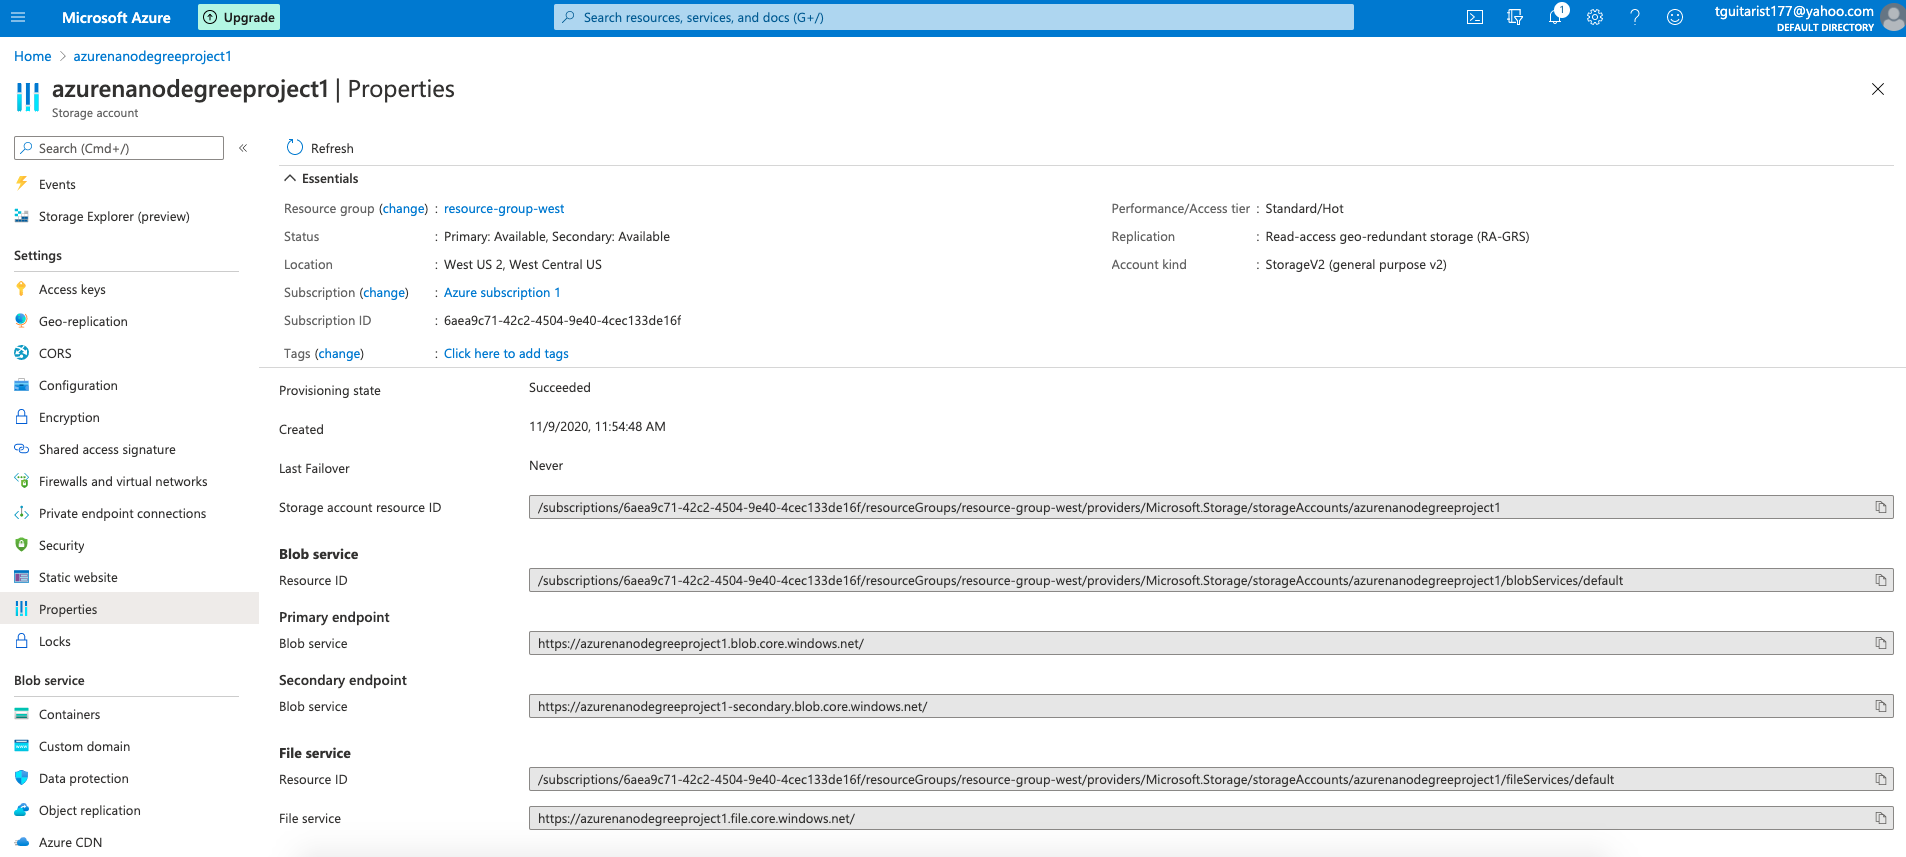 Microsoft Azure
Upgrade
Search resources, services, and docs (G+/)
1
tguitarist177@yahoo.com
DEFAULT DIRECTORY
Home > azurenanodegreeproject1
azurenanodegreeproject1 | Properties
Storage account
Search (Cmd+/)
«
Events
Storage Explorer (preview)
Settings
Access keys
Geo-replication
CORS
Configuration
Encryption
Shared access signature
Firewalls and virtual networks
Private endpoint connections
Security
Static website
Properties
Locks
Blob service
Containers
Custom domain
Data protection
Object replication
Azure CDN
Refresh
Essentials
Resource group (change) : resource-group-west
Status : Primary: Available, Secondary: Available
Location : West US 2, West Central US
Subscription (change) : Azure subscription 1
Subscription ID : 6aea9c71-42c2-4504-9e40-4cec133de16f
Tags (change) : Click here to add tags
Performance/Access tier : Standard/Hot
Replication : Read-access geo-redundant storage (RA-GRS)
Account kind : StorageV2 (general purpose v2)
Provisioning state Succeeded
Created 11/9/2020, 11:54:48 AM
Last Failover Never
Storage account resource ID /subscriptions/6aea9c71-42c2-4504-9e40-4cec133de16f/resourceGroups/resource-group-west/providers/Microsoft.Storage/storageAccounts/azurenanodegreeproject1
Blob service
Resource ID /subscriptions/6aea9c71-42c2-4504-9e40-4cec133de16f/resourceGroups/resource-group-west/providers/Microsoft.Storage/storageAccounts/azurenanodegreeproject1/blobServices/default
Primary endpoint
Blob service https://azurenanodegreeproject1.blob.core.windows.net/
Secondary endpoint
Blob service https://azurenanodegreeproject1-secondary.blob.core.windows.net/
File service
Resource ID /subscriptions/6aea9c71-42c2-4504-9e40-4cec133de16f/resourceGroups/resource-group-west/providers/Microsoft.Storage/storageAccounts/azurenanodegreeproject1/fileServices/default
File service https://azurenanodegreeproject1.file.core.windows.net/